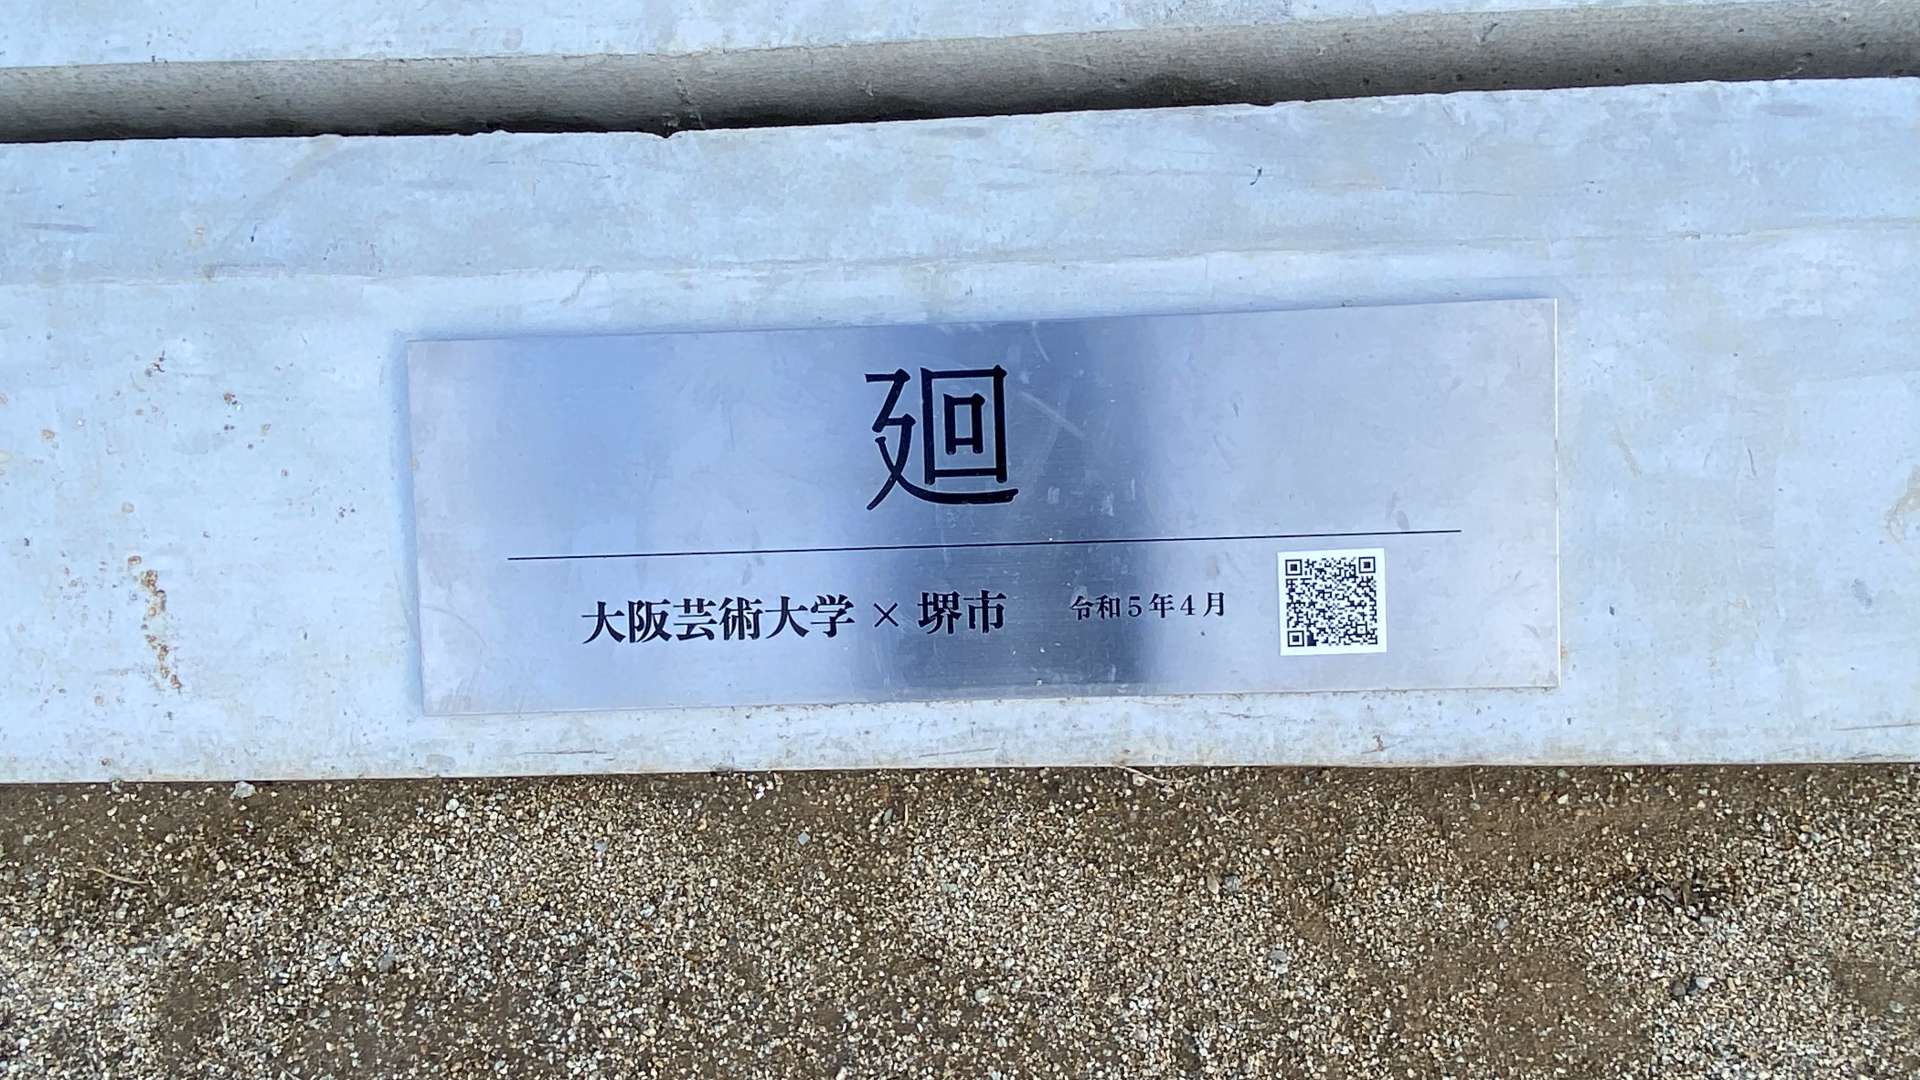 廻
大阪芸術大学 × 堺市 令和5年4月